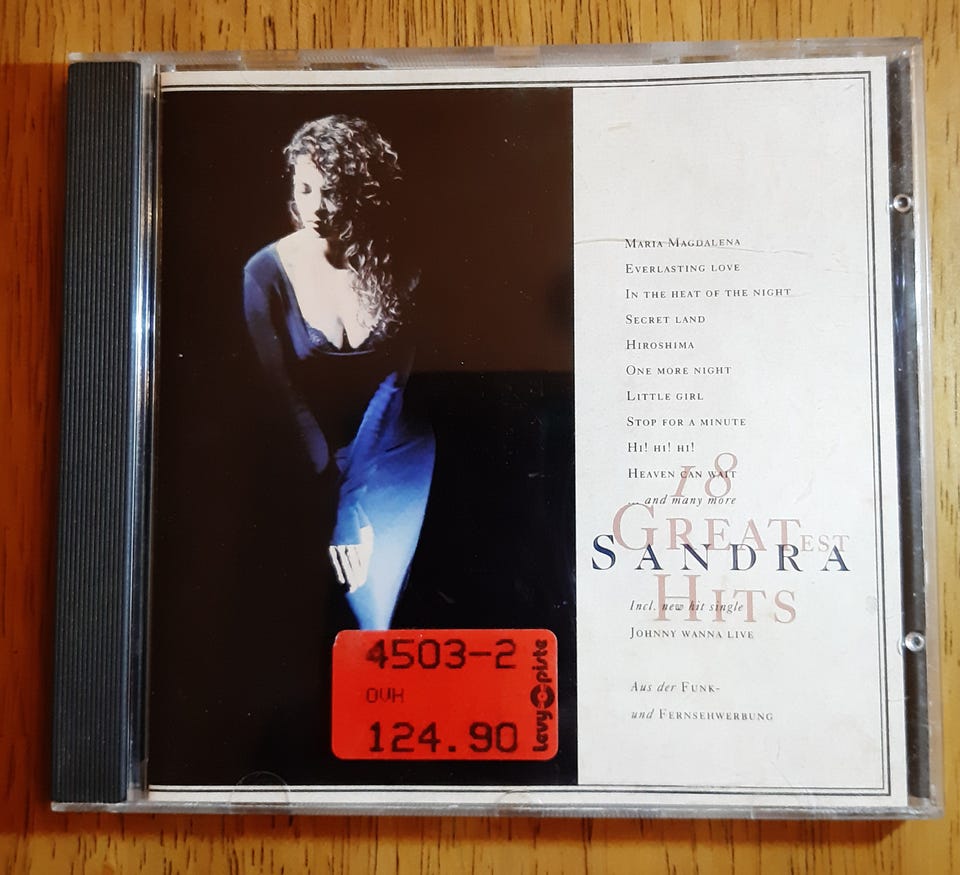 Maria Magdalena
Everlasting love
In the heat of the night
Secret land
Hiroshima
One more night
Little girl
Stop for a minute
Hi! hi! hi!
Heaven can wait
... and many more
18
Greatest
Sandra
Hits
Incl. new hit single
Johnny wanna live
Aus der Funk-
und Fernsehwerbung
4503-2
OVH
124.90
Levypiste